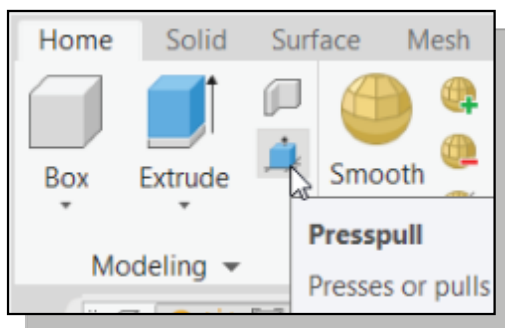 Home Solid Surface Mesh
Box Extrude Smooth
Presspull
Modeling
Presses or pulls